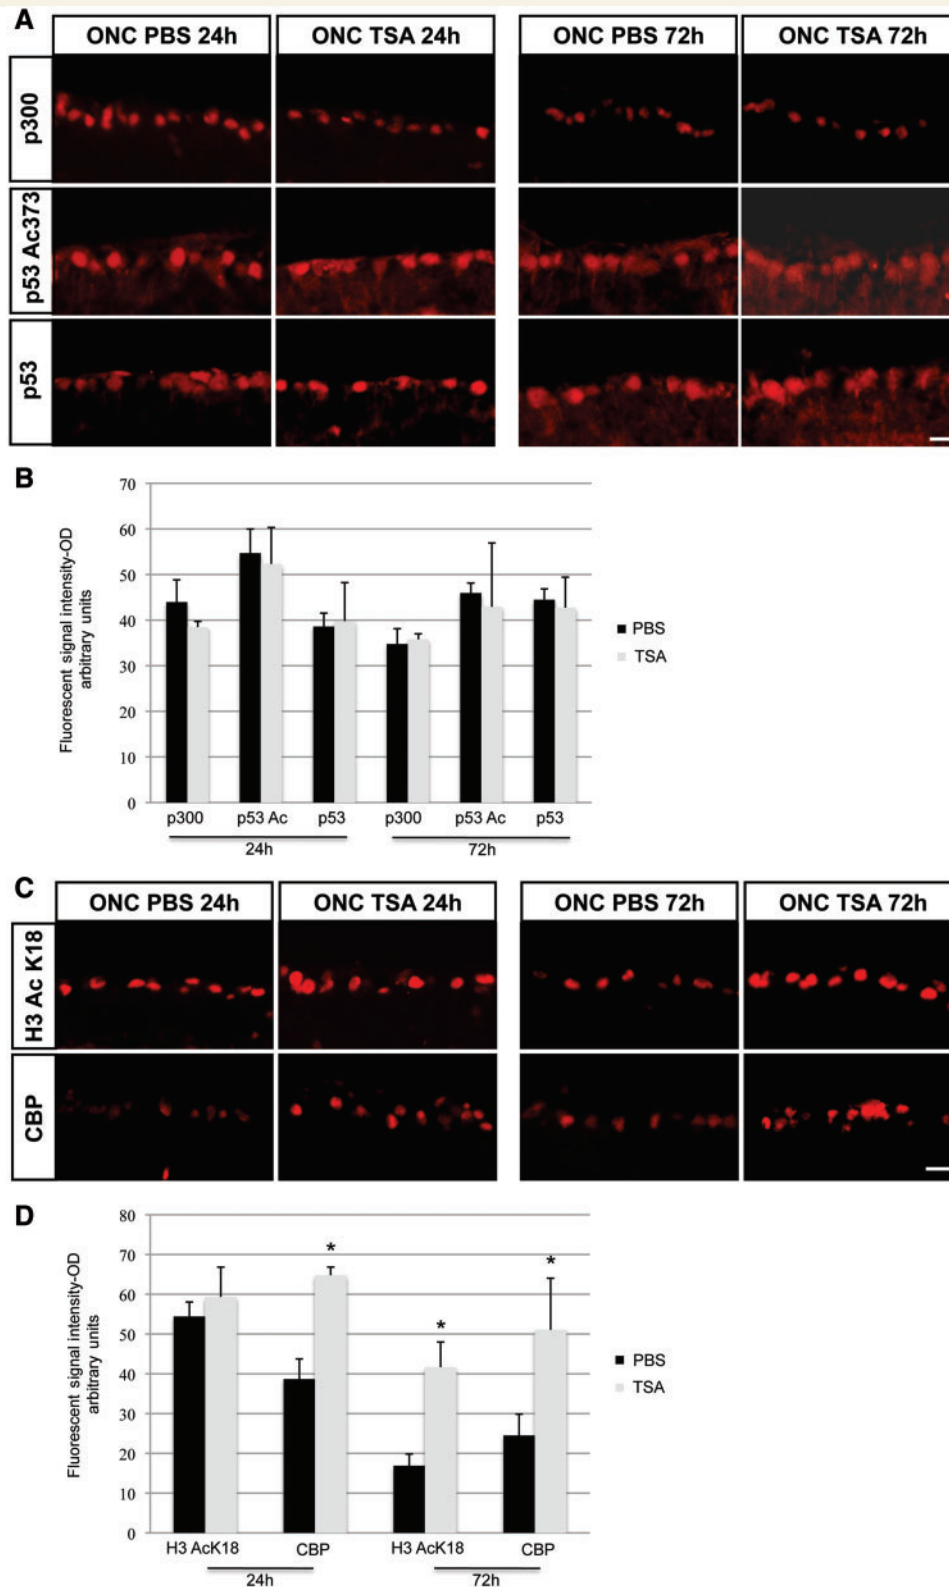 A
ONC PBS 24h
ONC TSA 24h
ONC PBS 72h
ONC TSA 72h
p300
p53 Ac373
p53
B
Fluorescent signal intensity-OD
arbitrary units
70
60
50
40
30
20
10
0
p300
p53 Ac
p53
p300
p53 Ac
p53
24h
72h
PBS
TSA
C
ONC PBS 24h
ONC TSA 24h
ONC PBS 72h
ONC TSA 72h
H3 Ac K18
CBP
D
Fluorescent signal intensity-OD
arbitrary units
80
70
60
50
40
30
20
10
0
*
*
*
H3 AcK18
CBP
H3 AcK18
CBP
24h
72h
PBS
TSA